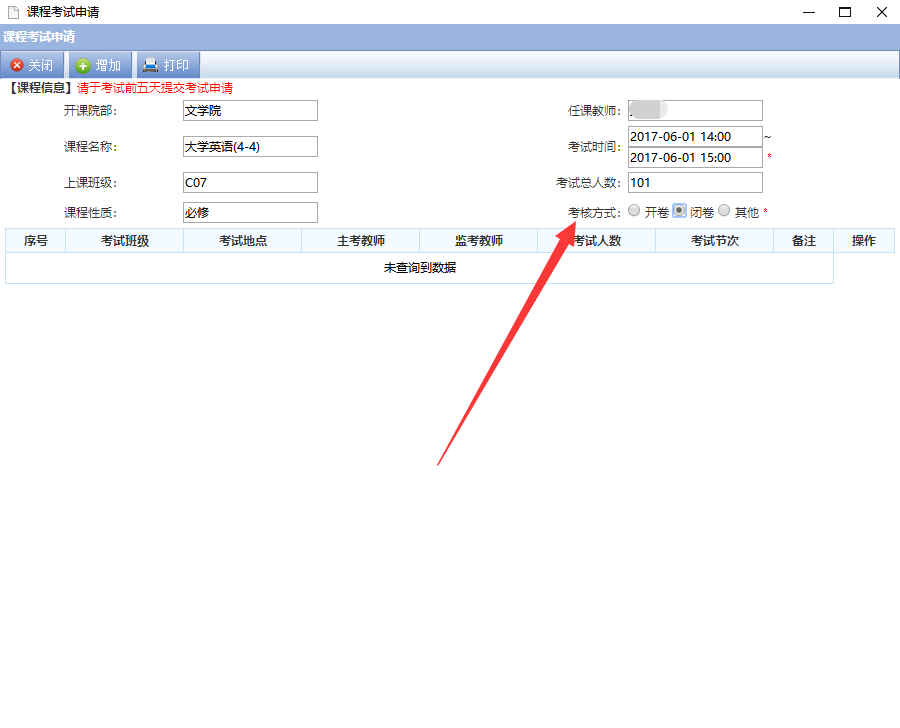 课程考试申请
课程考试申请
关闭 增加 打印
【课程信息】请于考试前五天提交考试申请
开课院部: 文学院 任课教师:
课程名称: 大学英语(4-4) 考试时间: 2017-06-01 14:00 ~
2017-06-01 15:00 *
上课班级: C07 考试总人数: 101
课程性质: 必修 考核方式: 开卷 闭卷 其他 *
序号 考试班级 考试地点 主考教师 监考教师 考试人数 考试节次 备注 操作
未查询到数据